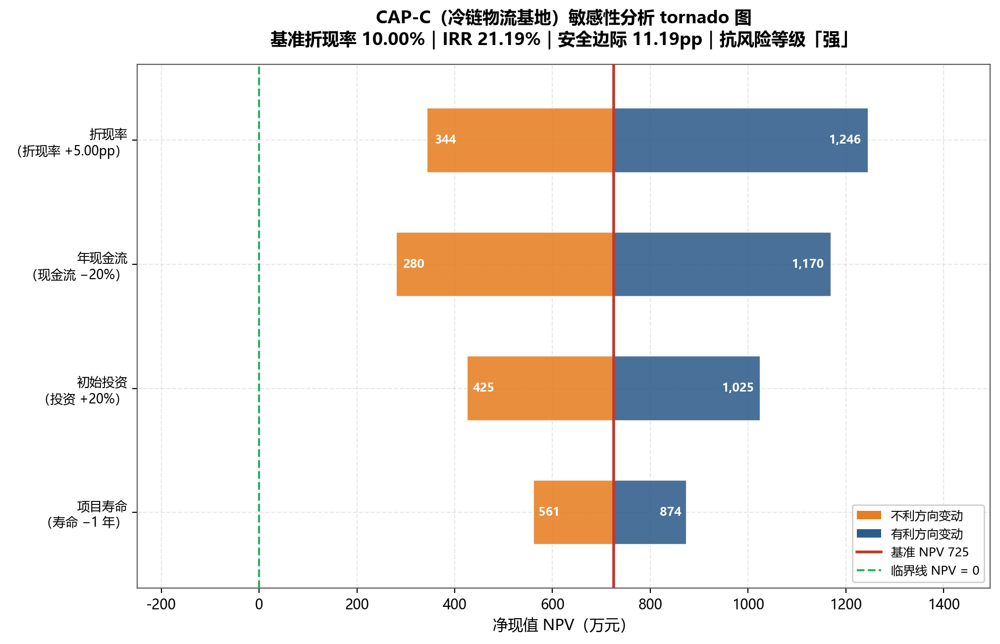 CAP-C（冷链物流基地）敏感性分析 tornado 图
基准折现率 10.00% | IRR 21.19% | 安全边际 11.19pp | 抗风险等级「强」
折现率
（折现率 +5.00pp）
344
1,246
年现金流
（现金流 −20%）
280
1,170
初始投资
（投资 +20%）
425
1,025
项目寿命
（寿命 −1 年）
561
874
不利方向变动
有利方向变动
基准 NPV 725
临界线 NPV = 0
-200 0 200 400 600 800 1000 1200 1400
净现值 NPV（万元）